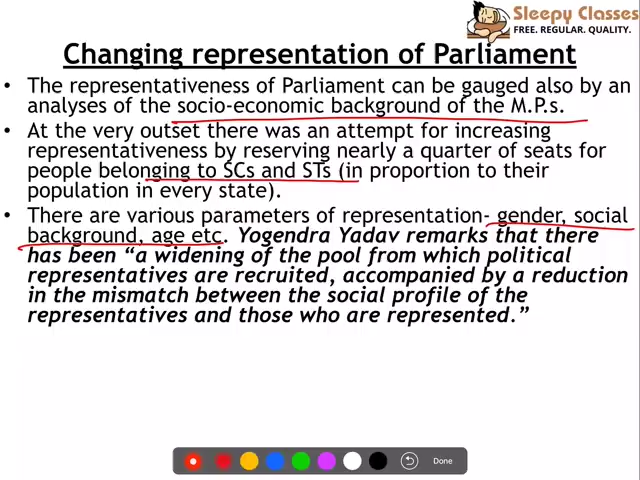 Sleepy Classes
FREE. REGULAR. QUALITY.
Changing representation of Parliament
• The representativeness of Parliament can be gauged also by an
analyses of the socio-economic background of the M.P.s.
• At the very outset there was an attempt for increasing
representativeness by reserving nearly a quarter of seats for
people belonging to SCs and STs (in proportion to their
population in every state).
• There are various parameters of representation- gender, social
background, age etc. Yogendra Yadav remarks that there
has been “a widening of the pool from which political
representatives are recruited, accompanied by a reduction
in the mismatch between the social profile of the
representatives and those who are represented.”
Done